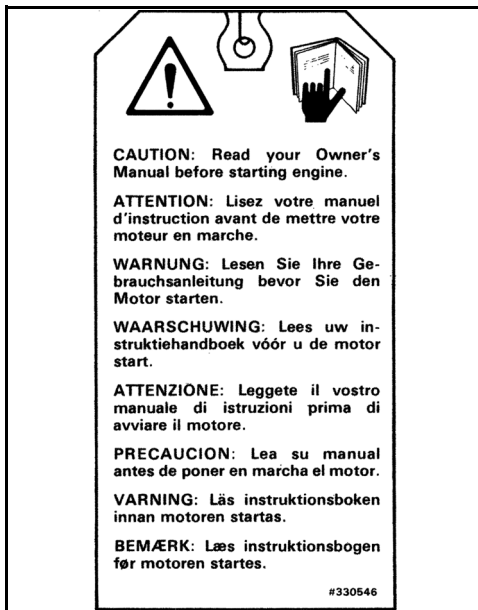 CAUTION: Read your Owner's
Manual before starting engine.
ATTENTION: Lisez votre manuel
d'instruction avant de mettre votre
moteur en marche.
WARNUNG: Lesen Sie Ihre Ge-
brauchsanleitung bevor Sie den
Motor starten.
WAARSCHUWING: Lees uw in-
struktiehandboek vóór u de motor
start.
ATTENZIONE: Leggete il vostro
manuale di istruzioni prima di
avviare il motore.
PRECAUCION: Lea su manual
antes de poner en marcha el motor.
VARNING: Läs instruktionsboken
innan motoren startas.
BEMÆRK: Læs instruktionsbogen
før motoren startes.
#330546